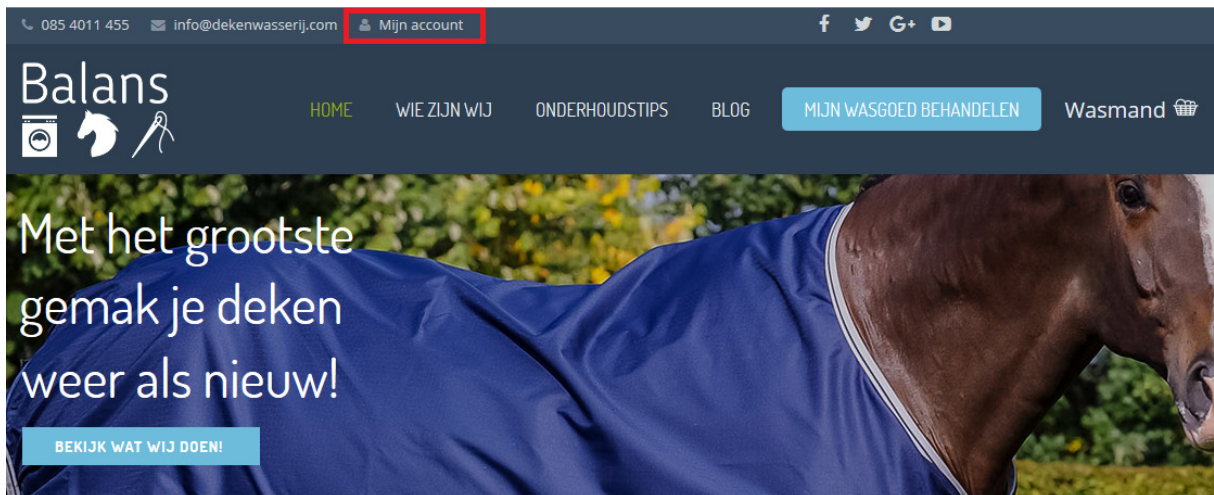 085 4011 455 info@dekenwasserij.com Mijn account G+
Balans
HOME WIE ZIJN WIJ ONDERHOUDSTIPS BLOG MIJN WASGOED BEHANDELEN Wasmand
Met het grootste
gemak je deken
weer als nieuw!
BEKIJK WAT WIJ DOEN!